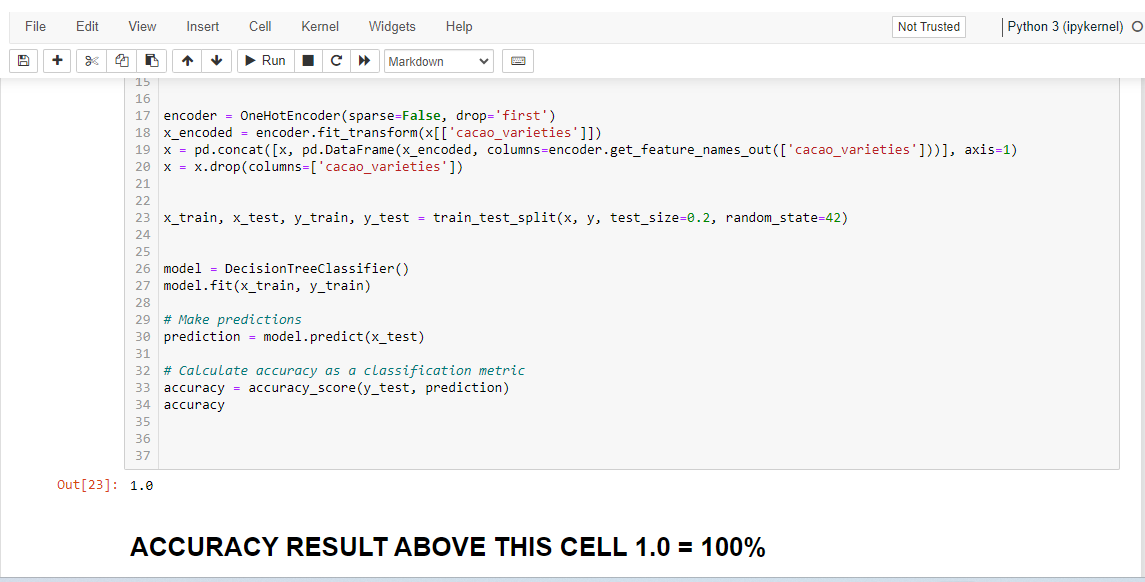 File Edit View Insert Cell Kernel Widgets Help Not Trusted Python 3 (ipykernel)
Run Markdown
15
16
17 encoder = OneHotEncoder(sparse=False, drop='first')
18 x_encoded = encoder.fit_transform(x[['cacao_varieties']])
19 x = pd.concat([x, pd.DataFrame(x_encoded, columns=encoder.get_feature_names_out(['cacao_varieties']))], axis=1)
20 x = x.drop(columns=['cacao_varieties'])
21
22
23 x_train, x_test, y_train, y_test = train_test_split(x, y, test_size=0.2, random_state=42)
24
25
26 model = DecisionTreeClassifier()
27 model.fit(x_train, y_train)
28
29 # Make predictions
30 prediction = model.predict(x_test)
31
32 # Calculate accuracy as a classification metric
33 accuracy = accuracy_score(y_test, prediction)
34 accuracy
35
36
37
Out[23]: 1.0
ACCURACY RESULT ABOVE THIS CELL 1.0 = 100%